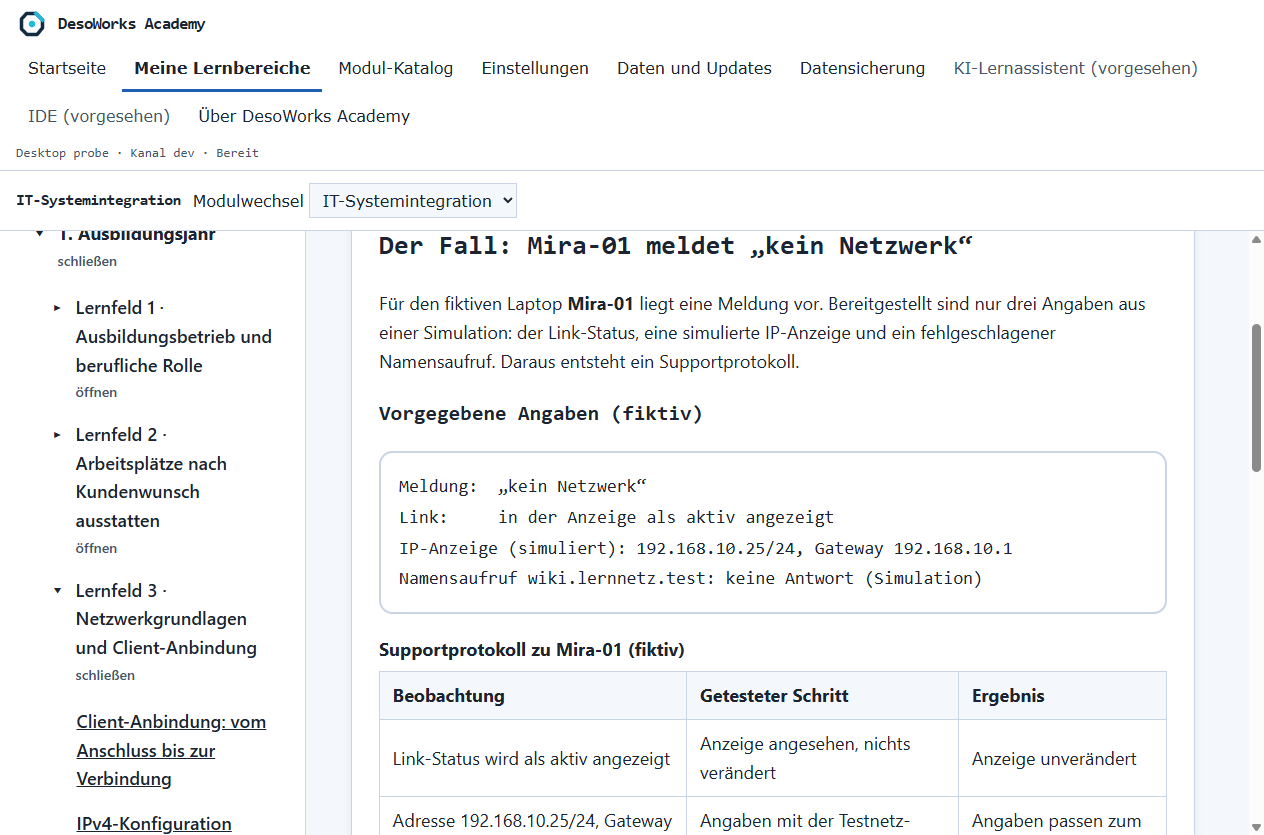 DesoWorks Academy
Startseite
Meine Lernbereiche
Modul-Katalog
Einstellungen
Daten und Updates
Datensicherung
KI-Lernassistent (vorgesehen)
IDE (vorgesehen)
Über DesoWorks Academy
Desktop probe · Kanal dev · Bereit
IT-Systemintegration
Modulwechsel
IT-Systemintegration
1. Ausbildungsjahr
schließen
Lernfeld 1 ·
Ausbildungsbetrieb und
berufliche Rolle
öffnen
Lernfeld 2 ·
Arbeitsplätze nach
Kundenwunsch
ausstatten
öffnen
Lernfeld 3 ·
Netzwerkgrundlagen
und Client-Anbindung
schließen
Client-Anbindung: vom
Anschluss bis zur
Verbindung
IPv4-Konfiguration
Der Fall: Mira-01 meldet „kein Netzwerk“
Für den fiktiven Laptop Mira-01 liegt eine Meldung vor. Bereitgestellt sind nur drei Angaben aus
einer Simulation: der Link-Status, eine simulierte IP-Anzeige und ein fehlgeschlagener
Namensaufruf. Daraus entsteht ein Supportprotokoll.
Vorgegebene Angaben (fiktiv)
Meldung: „kein Netzwerk“
Link: in der Anzeige als aktiv angezeigt
IP-Anzeige (simuliert): 192.168.10.25/24, Gateway 192.168.10.1
Namensaufruf wiki.lernnetz.test: keine Antwort (Simulation)
Supportprotokoll zu Mira-01 (fiktiv)
Beobachtung
Getesteter Schritt
Ergebnis
Link-Status wird als aktiv angezeigt
Anzeige angesehen, nichts
verändert
Anzeige unverändert
Adresse 192.168.10.25/24, Gateway
Angaben mit der Testnetz-
Angaben passen zum